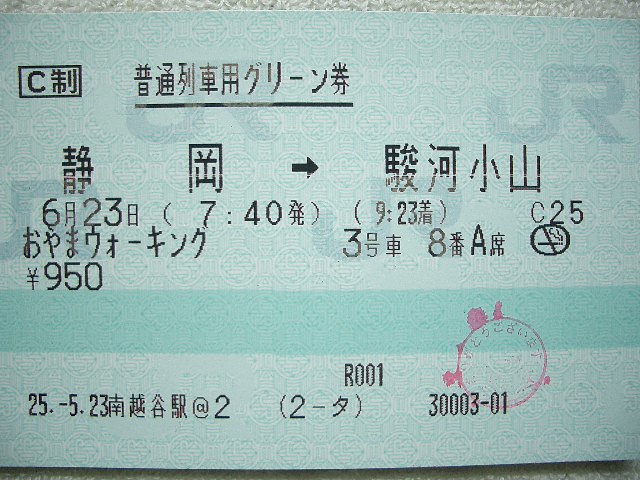 C制 普通列車用グリーン券
静岡 → 駿河小山
6月23日 ( 7:40発) ( 9:23着) C25
おやまウォーキング 3号車 8番A席
¥950
R001
25.-5.23南越谷駅@2 (2-タ) 30003-01